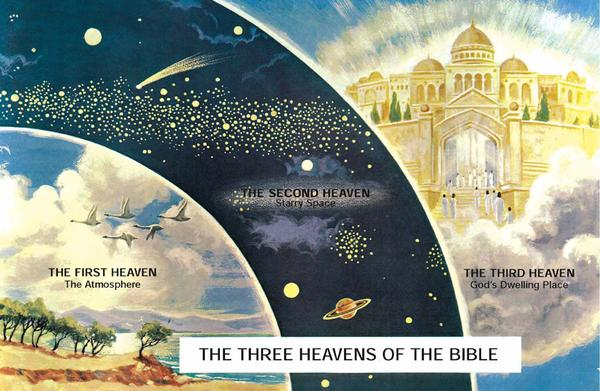 THE FIRST HEAVEN
The Atmosphere
THE SECOND HEAVEN
Starry Space
THE THIRD HEAVEN
God's Dwelling Place
THE THREE HEAVENS OF THE BIBLE